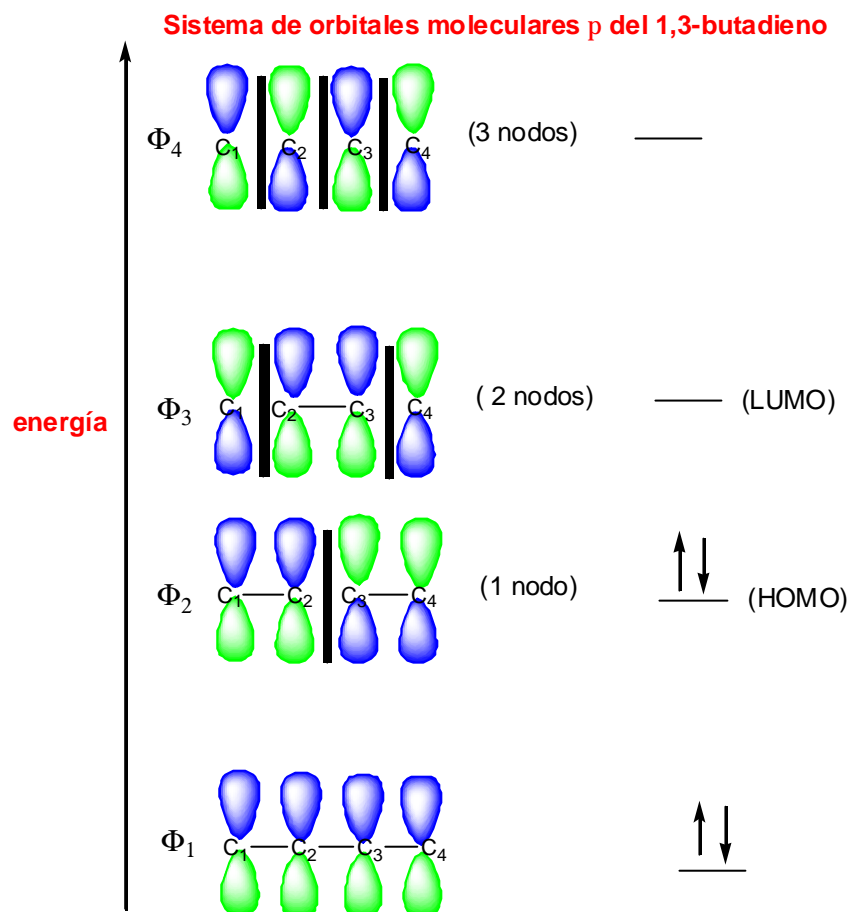 Sistema de orbitales moleculares p del 1,3-butadieno
Φ4 C1 C2 C3 C4 (3 nodos)
energía
Φ3 C1 C2 C3 C4 ( 2 nodos) (LUMO)
Φ2 C1 C2 C3 C4 (1 nodo) (HOMO)
Φ1 C1 C2 C3 C4